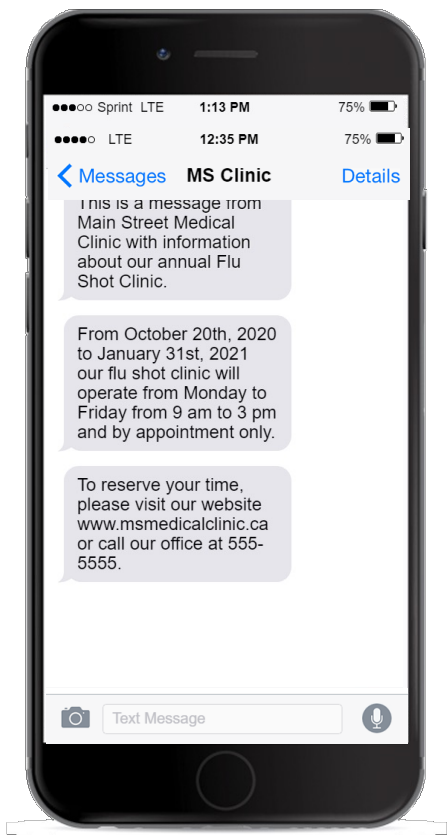 Sprint LTE 1:13 PM 75%
LTE 12:35 PM 75%
Messages MS Clinic Details
This is a message from
Main Street Medical
Clinic with information
about our annual Flu
Shot Clinic.
From October 20th, 2020
to January 31st, 2021
our flu shot clinic will
operate from Monday to
Friday from 9 am to 3 pm
and by appointment only.
To reserve your time,
please visit our website
www.msmedicalclinic.ca
or call our office at 555-
5555.
Text Message